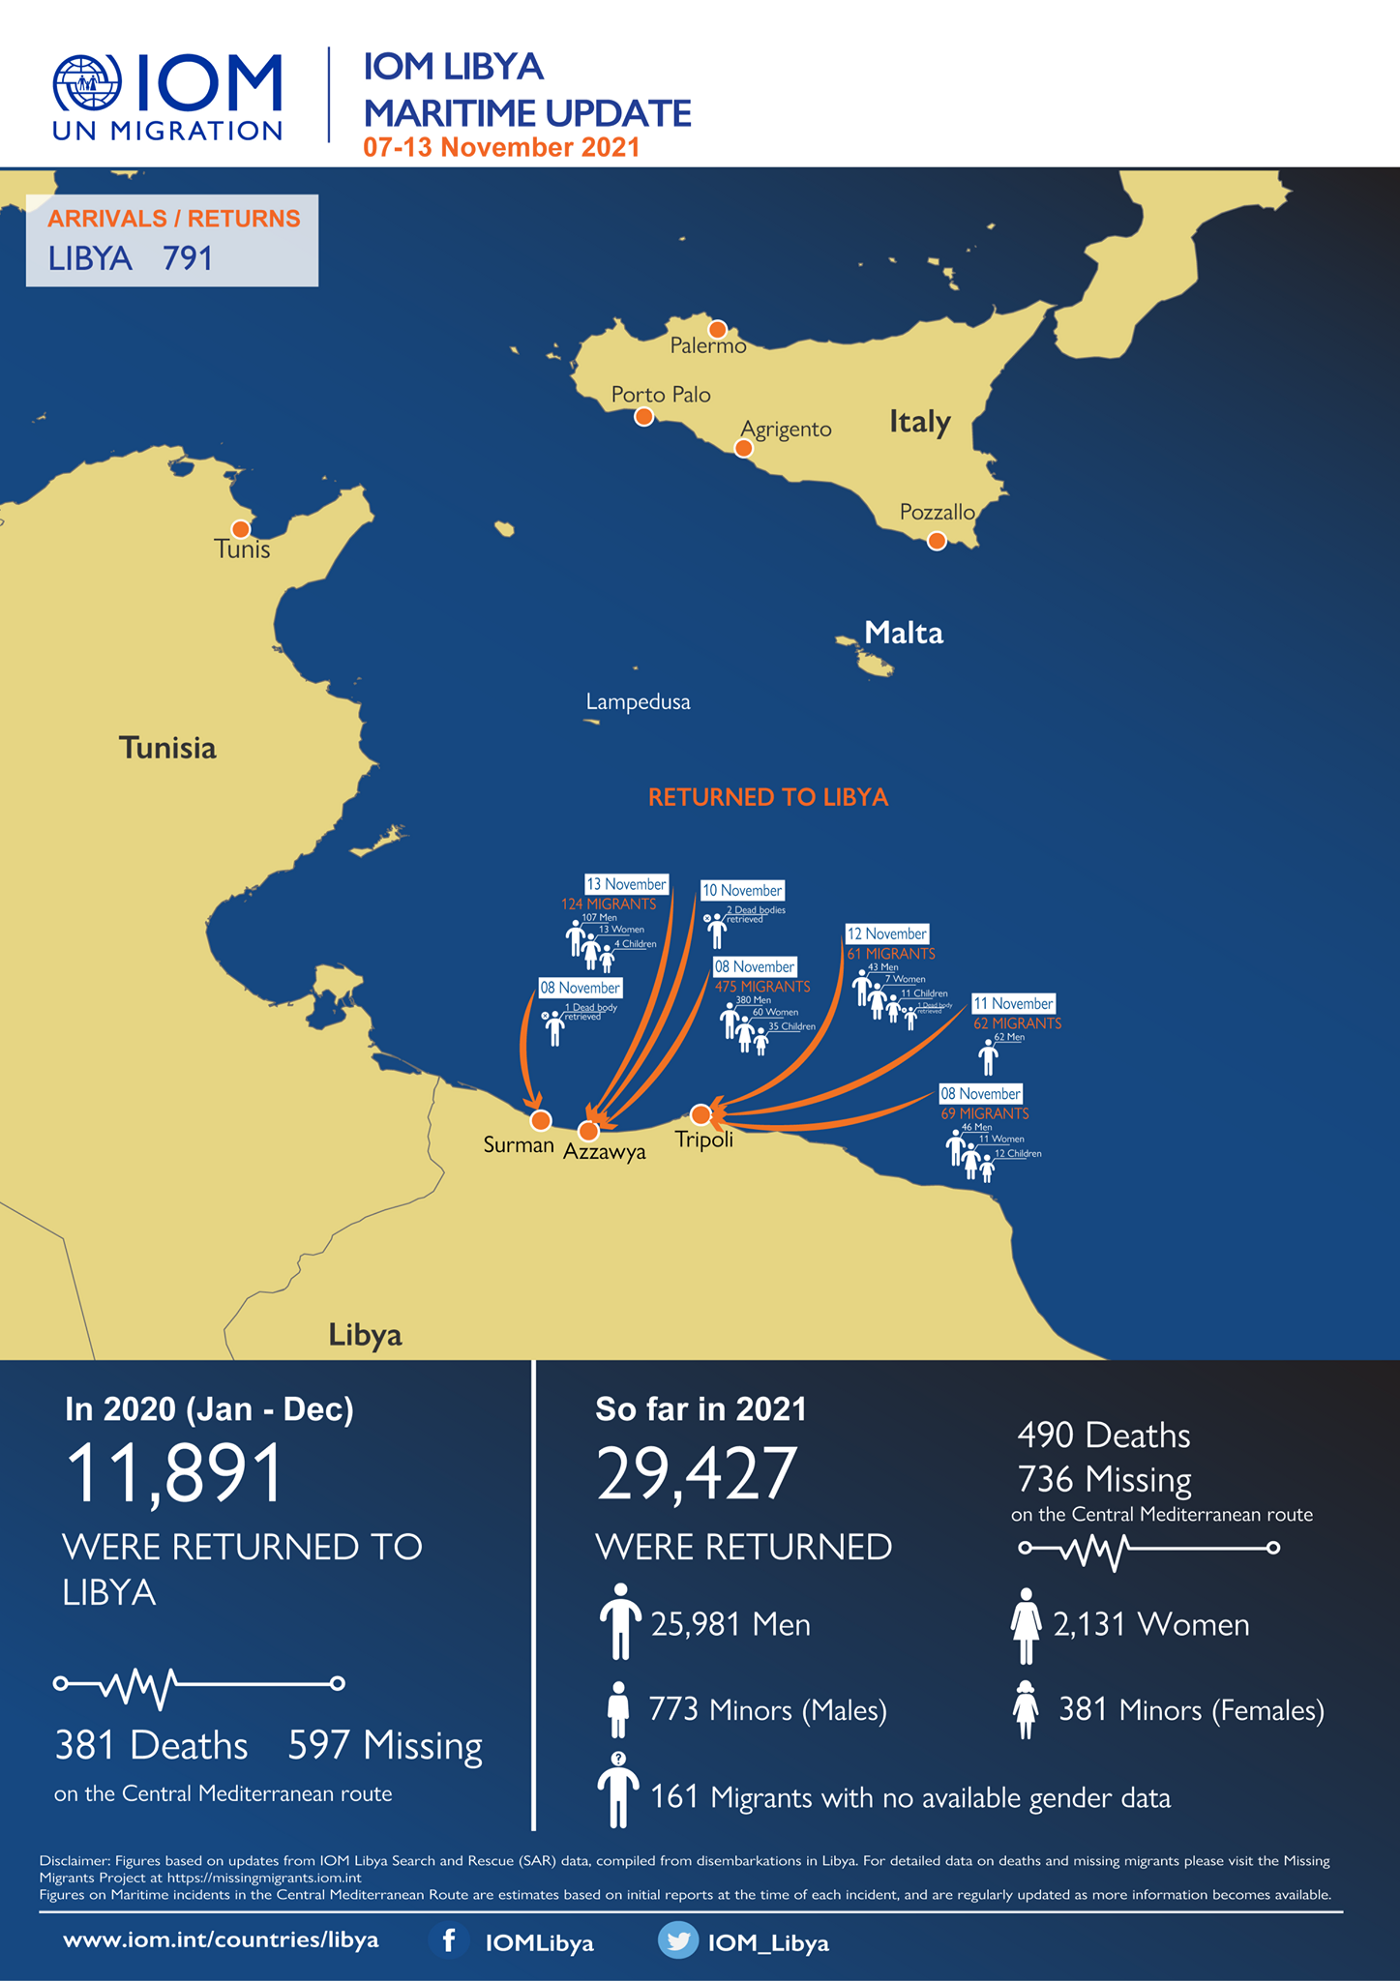 IOM
UN MIGRATION
IOM LIBYA
MARITIME UPDATE
07-13 November 2021
ARRIVALS / RETURNS
LIBYA 791
Palermo
Porto Palo
Agrigento
Italy
Pozzallo
Tunis
Malta
Lampedusa
Tunisia
RETURNED TO LIBYA
13 November
124 MIGRANTS
107 Men
13 Women
4 Children
10 November
2 Dead bodies
retrieved
08 November
1 Dead body
retrieved
08 November
475 MIGRANTS
380 Men
60 Women
35 Children
12 November
61 MIGRANTS
43 Men
7 Women
11 Children
1 Dead body
retrieved
11 November
62 MIGRANTS
62 Men
08 November
69 MIGRANTS
46 Men
11 Women
12 Children
Surman
Azzawya
Tripoli
Libya
In 2020 (Jan - Dec)
11,891
WERE RETURNED TO
LIBYA
381 Deaths 597 Missing
on the Central Mediterranean route
So far in 2021
29,427
WERE RETURNED
490 Deaths
736 Missing
on the Central Mediterranean route
25,981 Men
2,131 Women
773 Minors (Males)
381 Minors (Females)
?
161 Migrants with no available gender data
Disclaimer: Figures based on updates from IOM Libya Search and Rescue (SAR) data, compiled from disembarkations in Libya. For detailed data on deaths and missing migrants please visit the Missing
Migrants Project at https://missingmigrants.iom.int
Figures on Maritime incidents in the Central Mediterranean Route are estimates based on initial reports at the time of each incident, and are regularly updated as more information becomes available.
www.iom.int/countries/libya
f IOMLibya
IOM_Libya